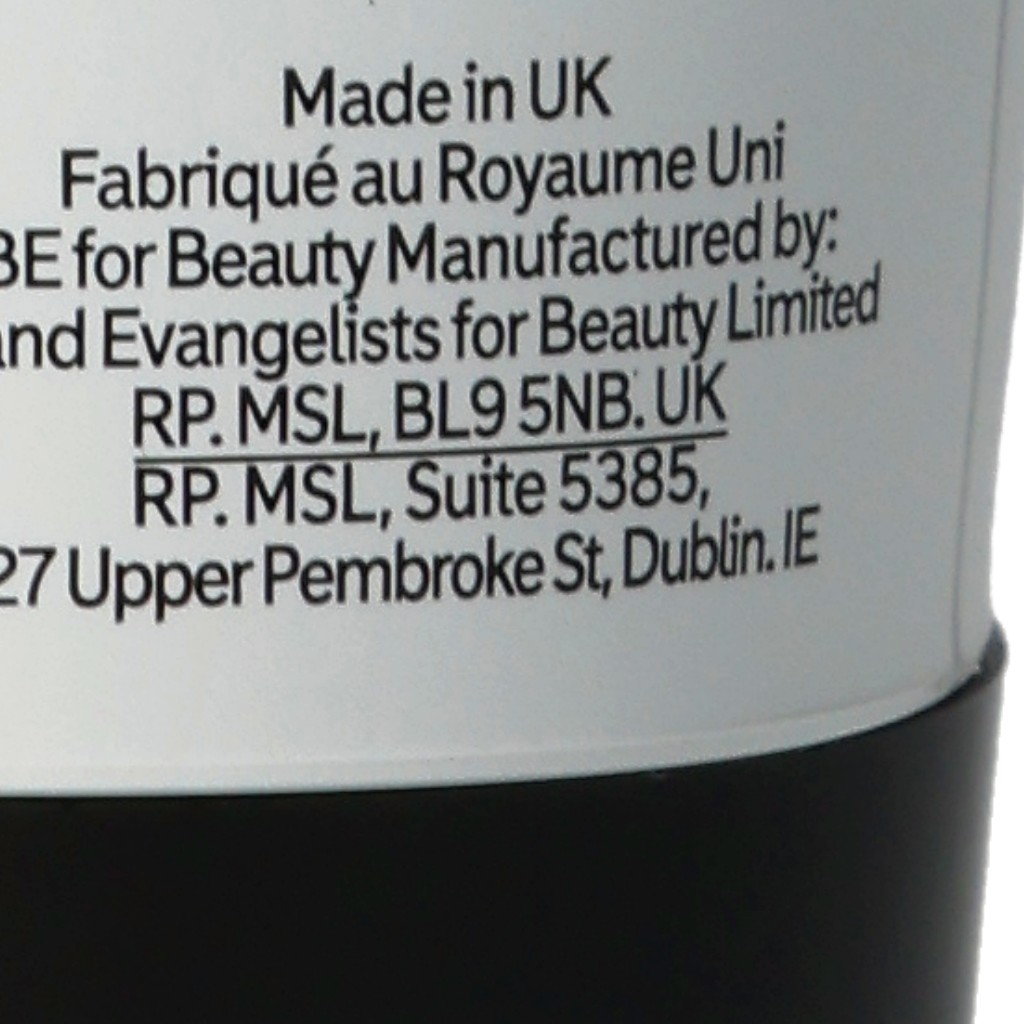 Made in UK
Fabriqué au Royaume Uni
BE for Beauty Manufactured by:
and Evangelists for Beauty Limited
RP. MSL, BL9 5NB. UK
RP. MSL, Suite 5385,
27 Upper Pembroke St, Dublin. IE